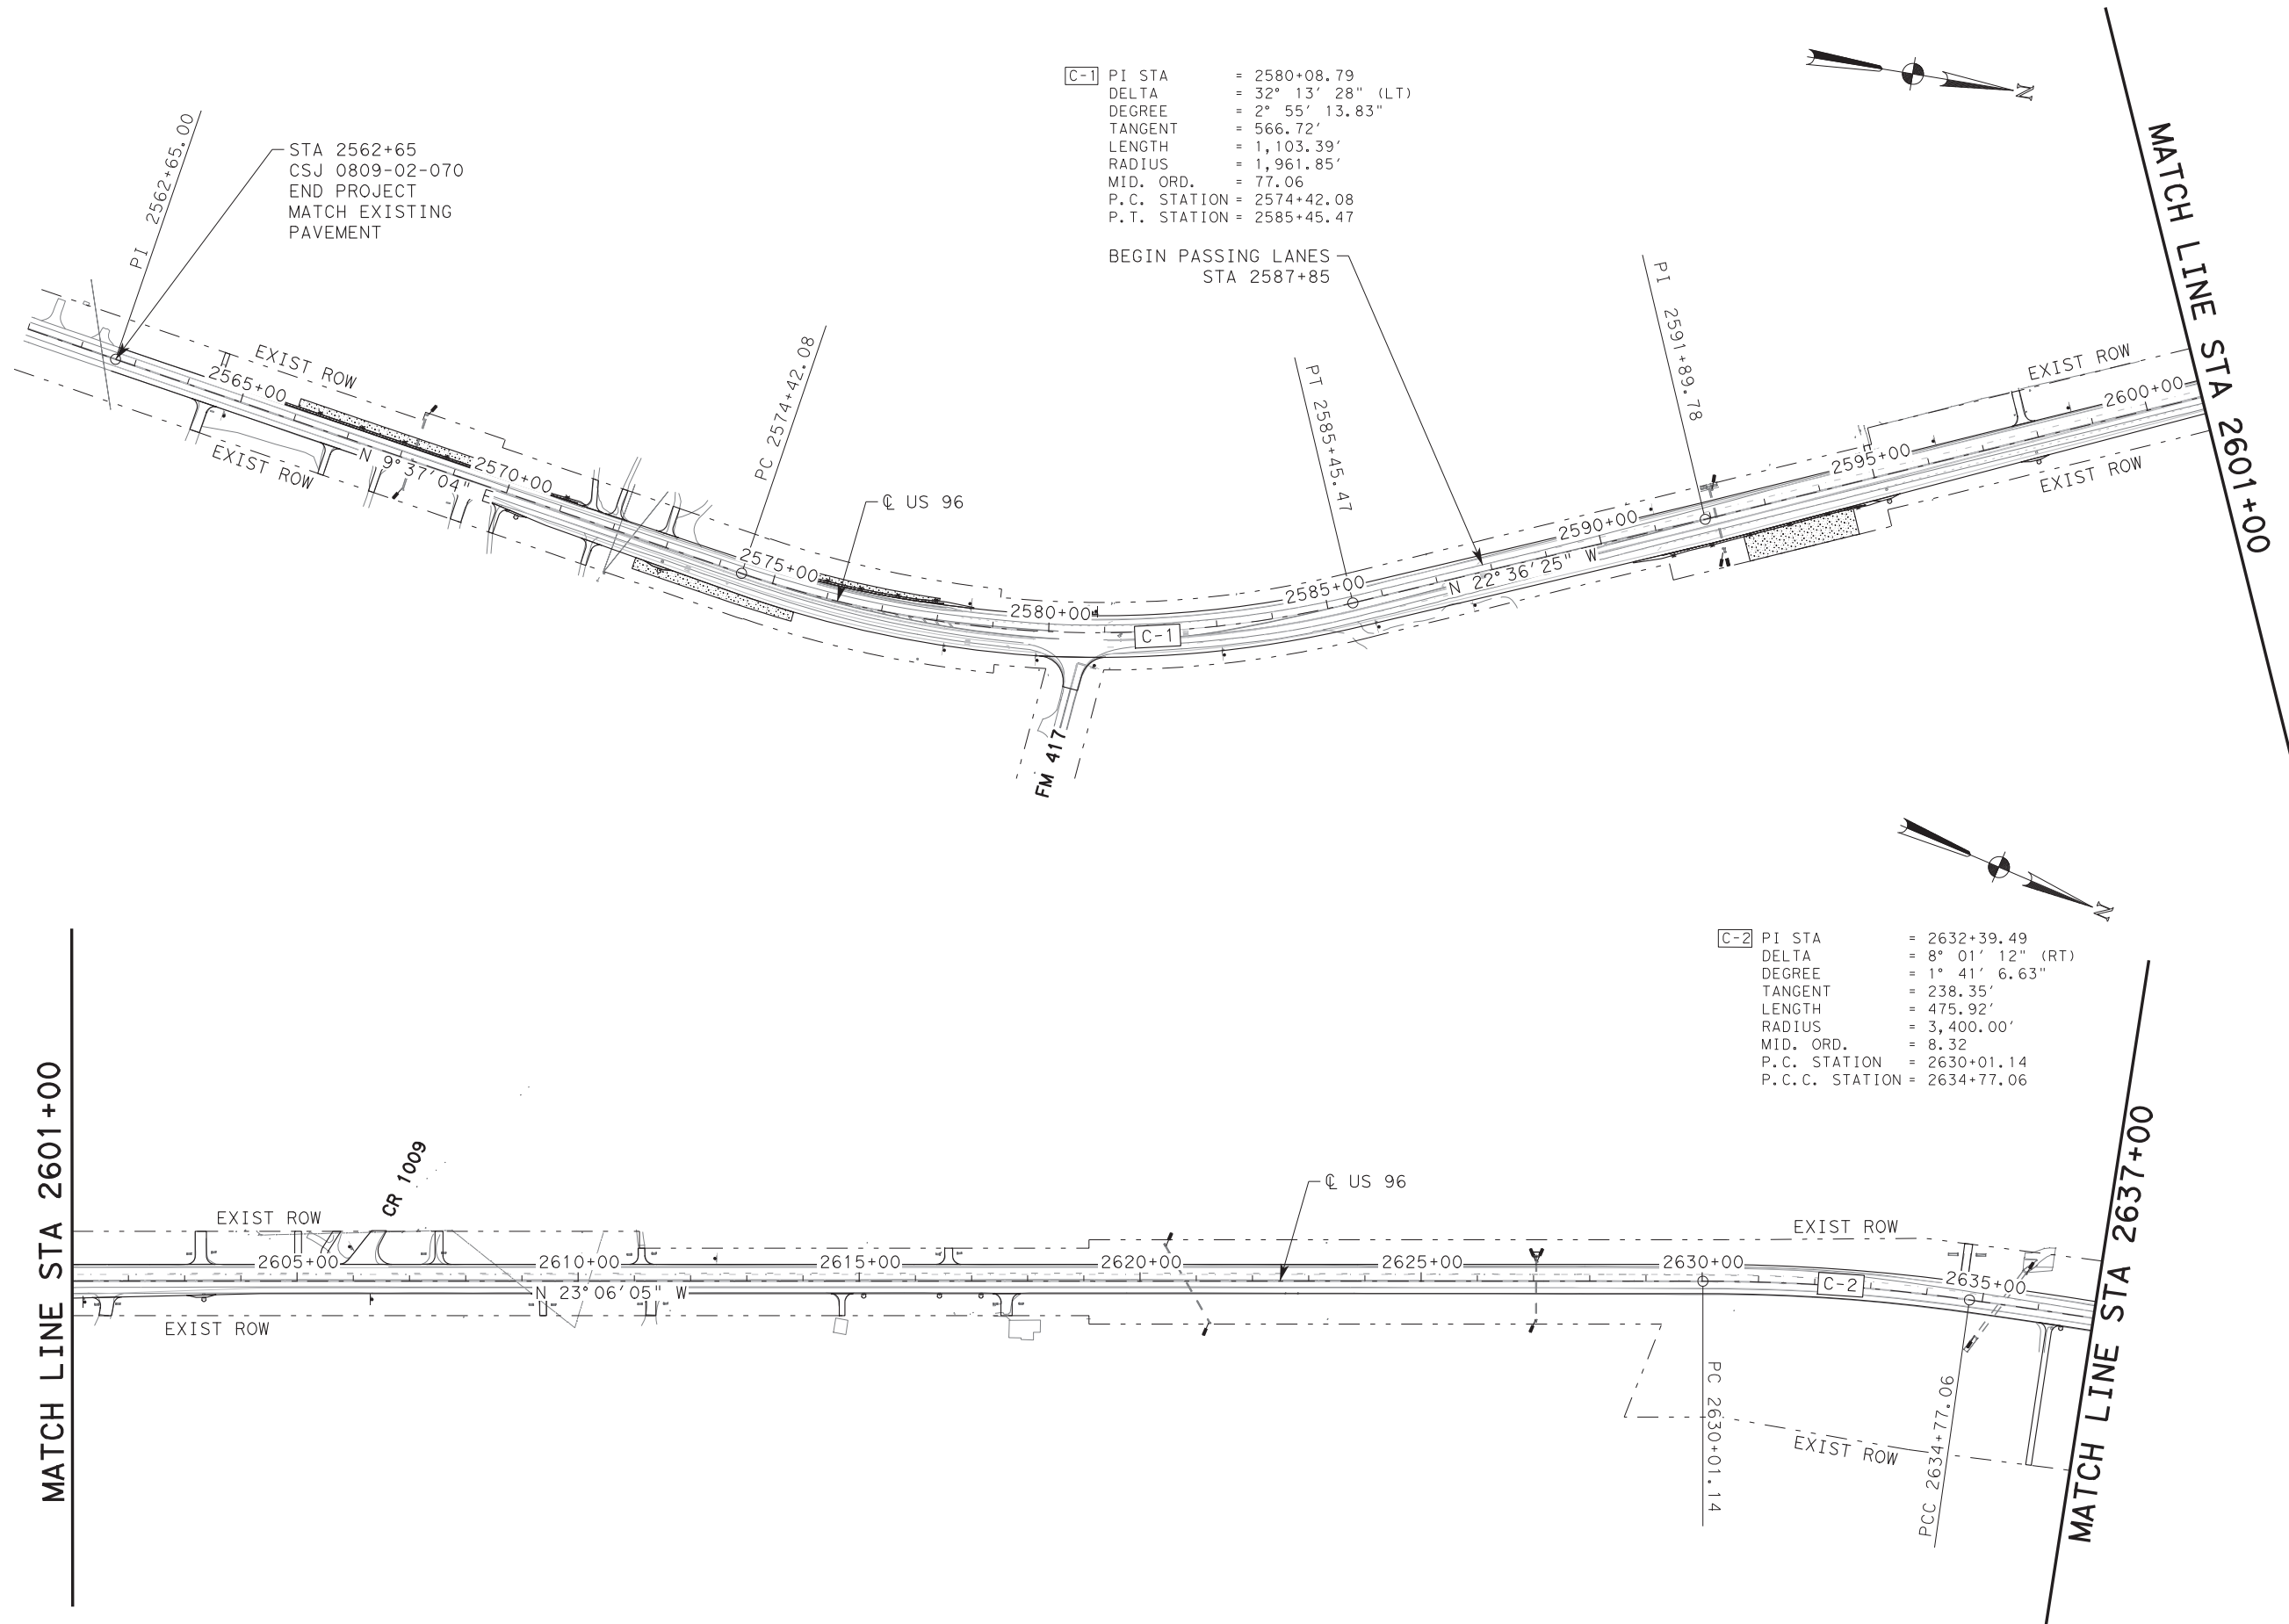 C-1 PI STA = 2580+08.79
DELTA = 32° 13' 28" (LT)
DEGREE = 2° 55' 13.83"
TANGENT = 566.72'
LENGTH = 1,103.39'
RADIUS = 1,961.85'
MID. ORD. = 77.06
P.C. STATION = 2574+42.08
P.T. STATION = 2585+45.47
N
PI 2562+65.00
STA 2562+65
CSJ 0809-02-070
END PROJECT
MATCH EXISTING
PAVEMENT
BEGIN PASSING LANES
STA 2587+85
PI 2591+89.78
MATCH LINE STA 2601+00
PC 2574+42.08
PT 2585+45.47
EXIST ROW
EXIST ROW
EXIST ROW
EXIST ROW
2565+00
2570+00
2575+00
2580+00
2585+00
2590+00
2595+00
2600+00
N 9°37'04" E
℄ US 96
C-1
N 22°36'25" W
FM 417
N
C-2 PI STA = 2632+39.49
DELTA = 8° 01' 12" (RT)
DEGREE = 1° 41' 6.63"
TANGENT = 238.35'
LENGTH = 475.92'
RADIUS = 3,400.00'
MID. ORD. = 8.32
P.C. STATION = 2630+01.14
P.C.C. STATION = 2634+77.06
MATCH LINE STA 2601+00
CR 1009
℄ US 96
EXIST ROW
EXIST ROW
2605+00
2610+00
2615+00
2620+00
2625+00
2630+00
2635+00
C-2
N 23°06'05" W
EXIST ROW
EXIST ROW
PC 2630+01.14
PCC 2634+77.06
MATCH LINE STA 2637+00